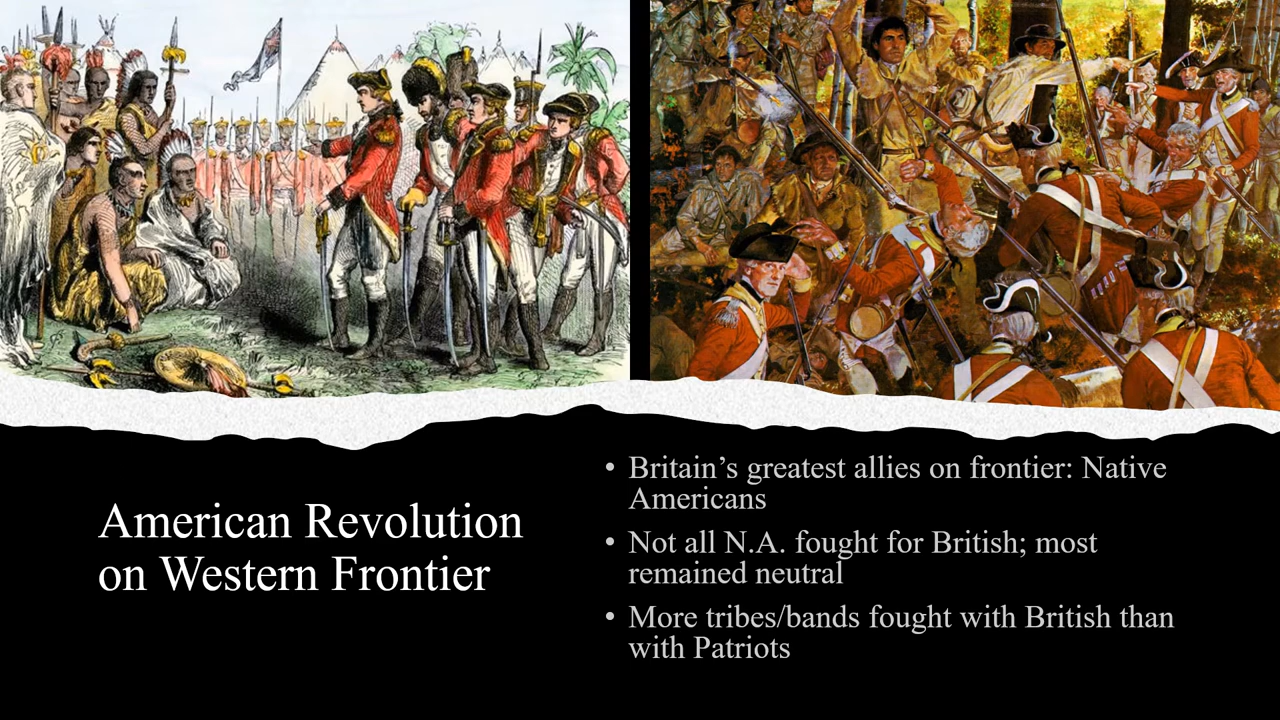 American Revolution
on Western Frontier
• Britain’s greatest allies on frontier: Native
Americans
• Not all N.A. fought for British; most
remained neutral
• More tribes/bands fought with British than
with Patriots